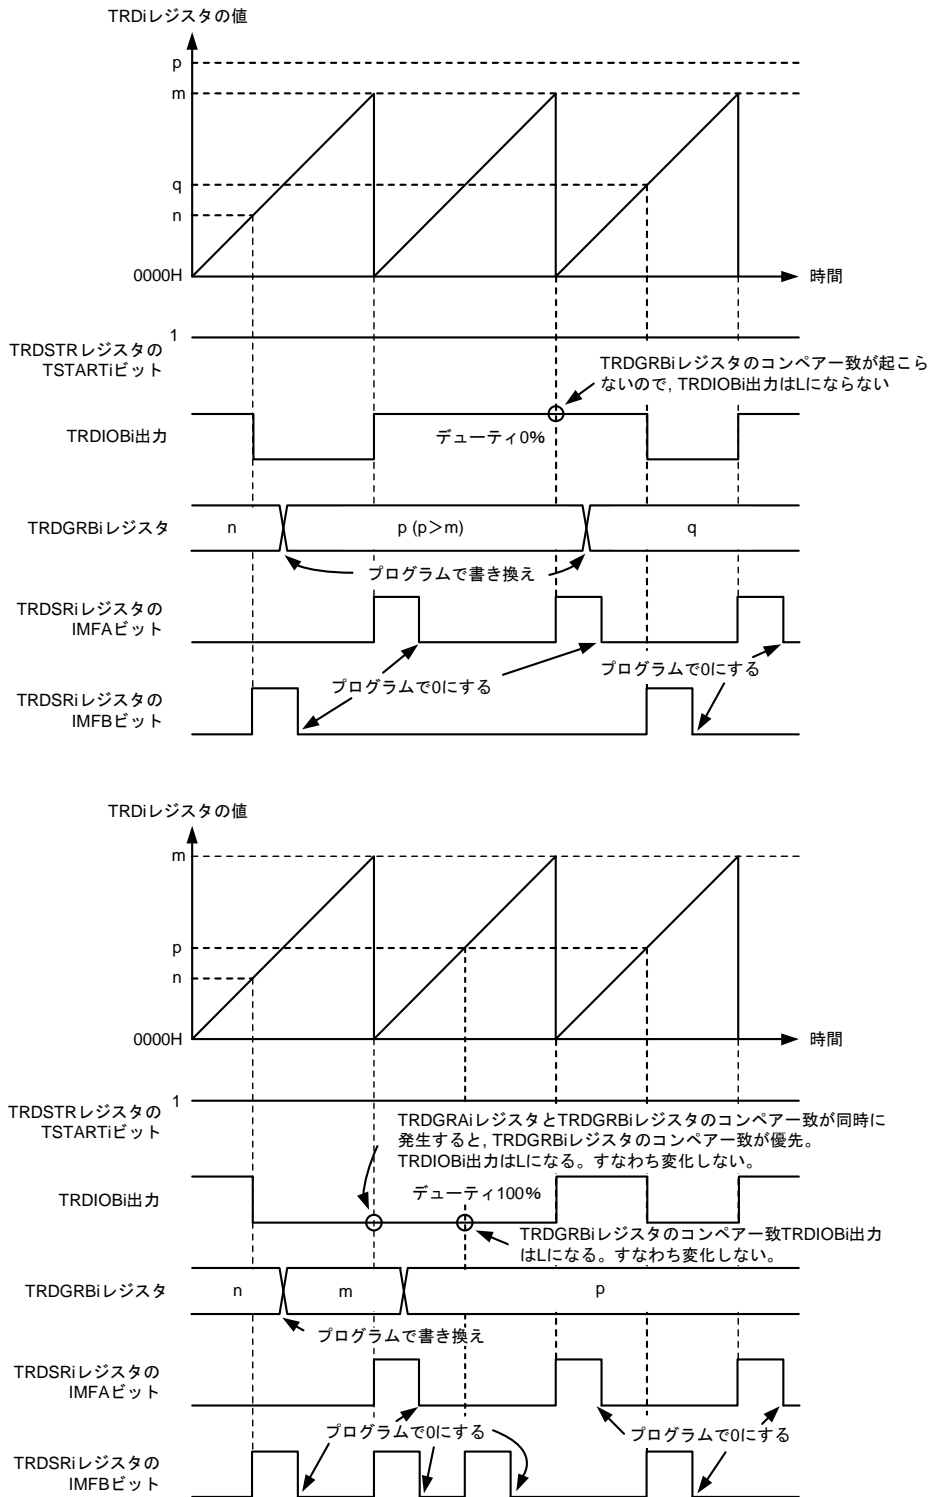 TRDiレジスタの値
p
m
q
n
0000H
時間
1
TRDSTRレジスタの
TSTARTiビット
TRDGRBiレジスタのコンペア一致が起こら
ないので, TRDIOBi出力はLにならない
TRDIOBi出力
デューティ0%
TRDGRBiレジスタ
n
p (p＞m)
q
プログラムで書き換え
TRDSRiレジスタの
IMFAビット
プログラムで0にする
プログラムで0にする
TRDSRiレジスタの
IMFBビット
TRDiレジスタの値
m
p
n
0000H
時間
1
TRDSTRレジスタの
TSTARTiビット
TRDGRAiレジスタとTRDGRBiレジスタのコンペア一致が同時に
発生すると, TRDGRBiレジスタのコンペア一致が優先。
TRDIOBi出力はLになる。すなわち変化しない。
TRDIOBi出力
デューティ100%
TRDGRBiレジスタのコンペア一致TRDIOBi出力
はLになる。すなわち変化しない。
TRDGRBiレジスタ
n
m
p
プログラムで書き換え
TRDSRiレジスタの
IMFAビット
プログラムで0にする
プログラムで0にする
TRDSRiレジスタの
IMFBビット